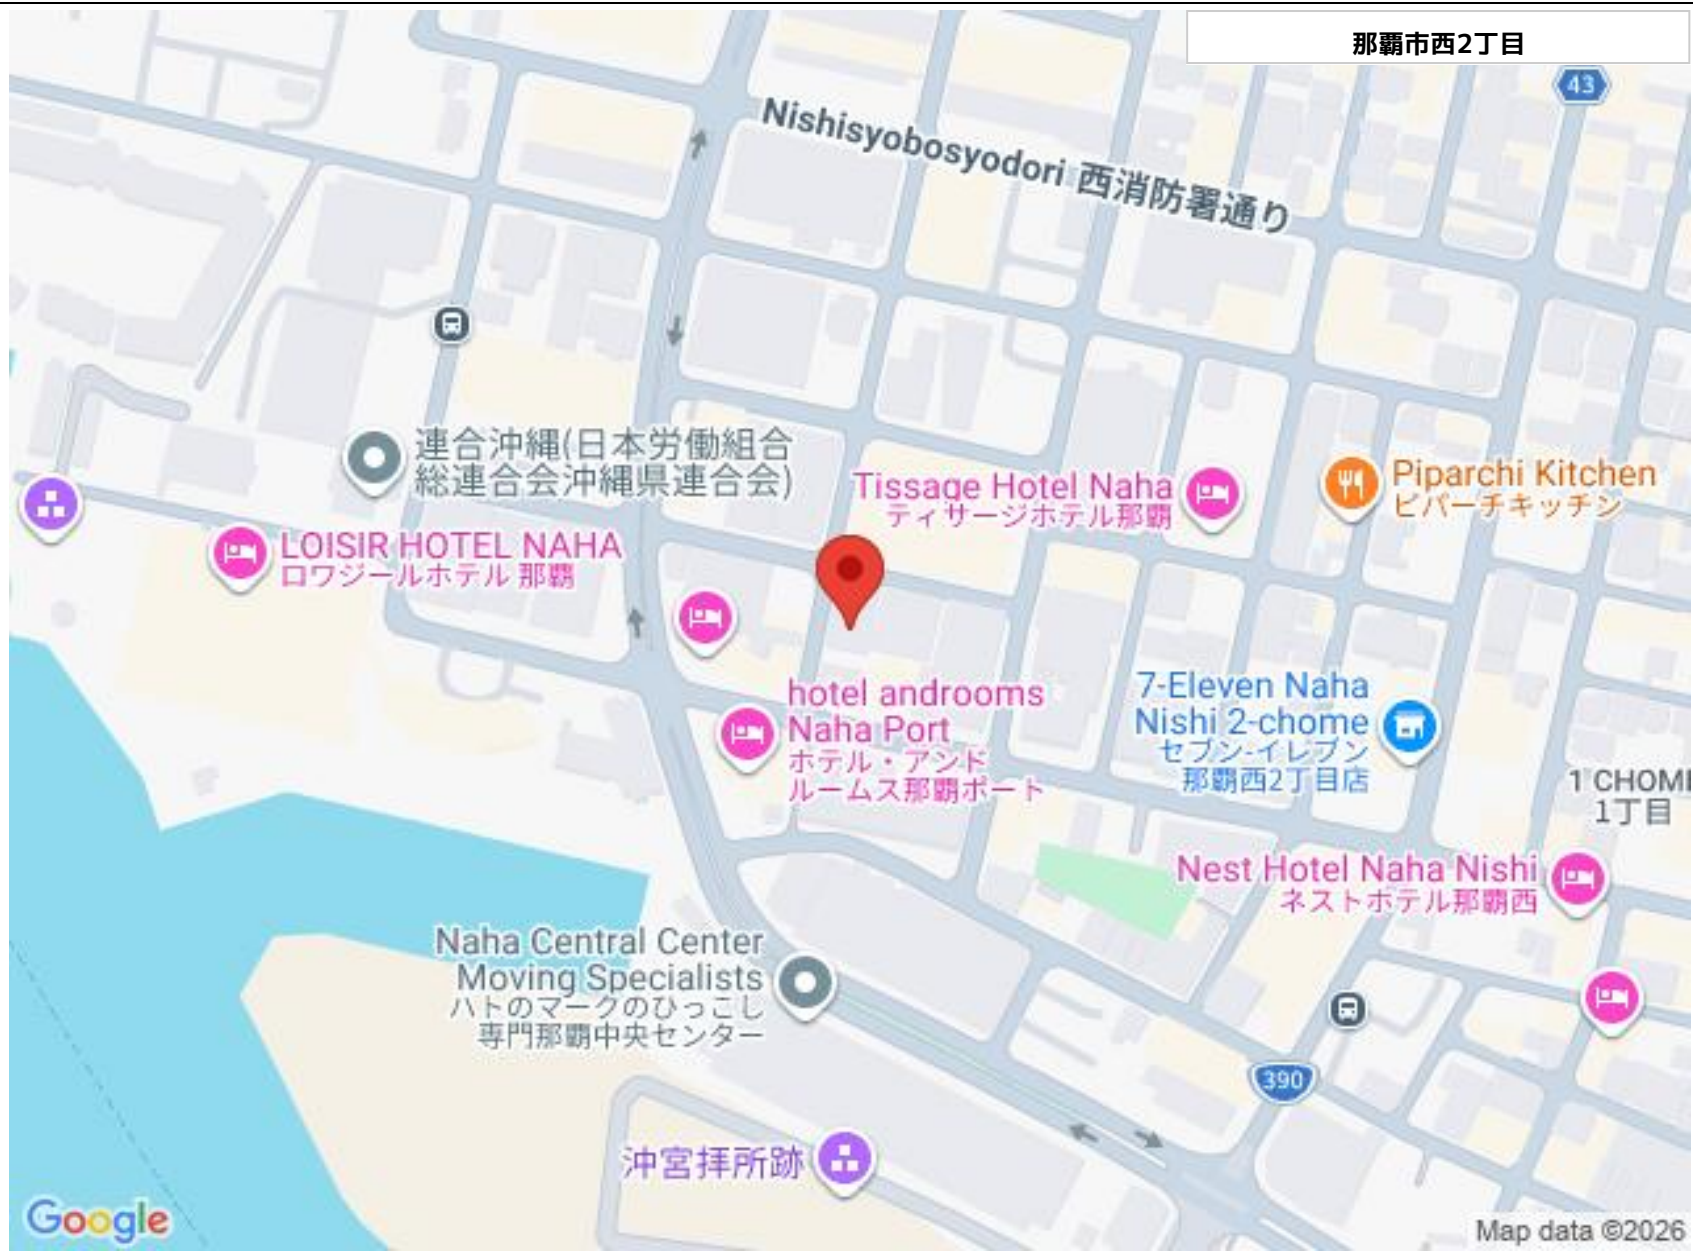 那覇市西2丁目
43
Nishisyobosyodori 西消防署通り
連合沖縄(日本労働組合
総連合会沖縄県連合会)
Tissage Hotel Naha
ティサージホテル那覇
Piparchi Kitchen
ピパーチキッチン
LOISIR HOTEL NAHA
ロワジールホテル 那覇
hotel androoms
Naha Port
ホテル・アンド
ルームス那覇ポート
7-Eleven Naha
Nishi 2-chome
セブン-イレブン
那覇西2丁目店
1 CHOME
1丁目
Nest Hotel Naha Nishi
ネストホテル那覇西
Naha Central Center
Moving Specialists
ハトのマークのひっこし
専門那覇中央センター
390
沖宮拝所跡
Google
Map data ©2026